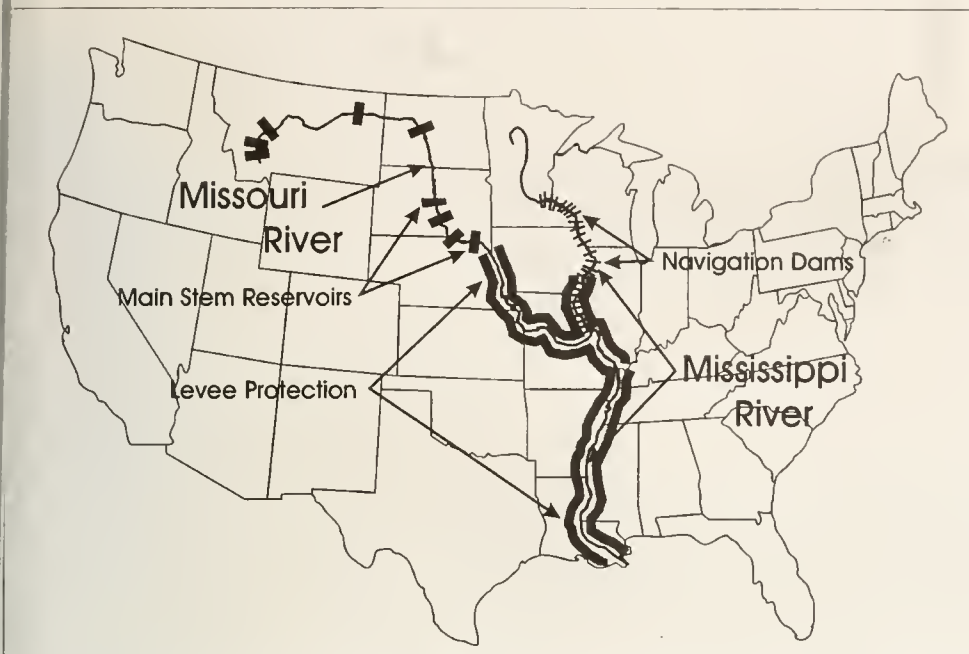 Missouri
River
Main Stem Reservoirs
Levee Protection
Navigation Dams
Mississippi
River